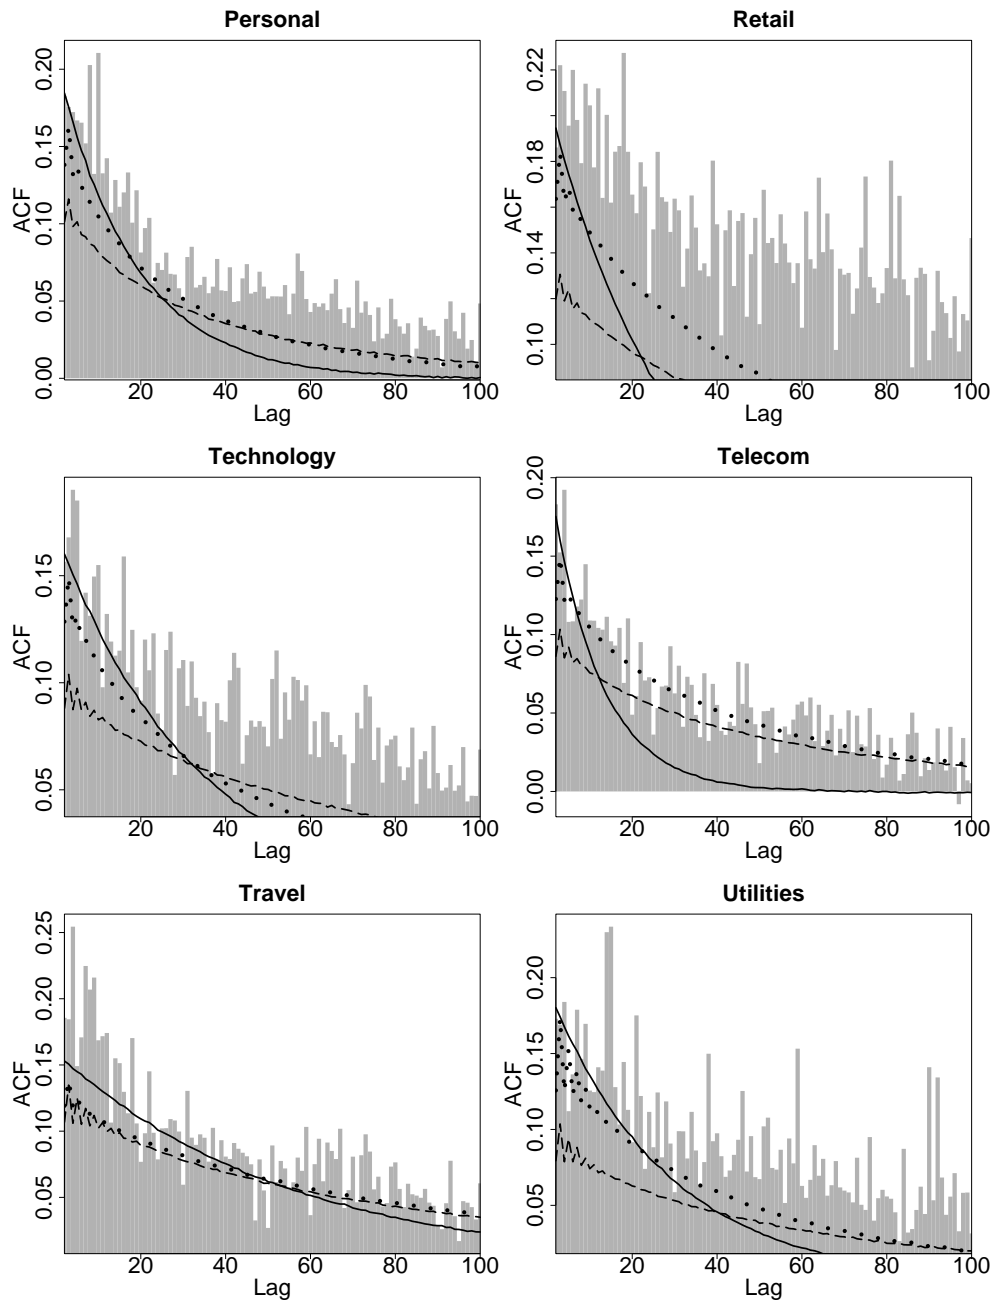 Personal
Retail
ACF
0.00 0.05 0.10 0.15 0.20
20 40 60 80 100
Lag
ACF
0.10 0.14 0.18 0.22
20 40 60 80 100
Lag
Technology
Telecom
ACF
0.05 0.10 0.15
20 40 60 80 100
Lag
ACF
0.00 0.05 0.10 0.15 0.20
20 40 60 80 100
Lag
Travel
Utilities
ACF
0.05 0.10 0.15 0.20 0.25
20 40 60 80 100
Lag
ACF
0.05 0.10 0.15 0.20
20 40 60 80 100
Lag